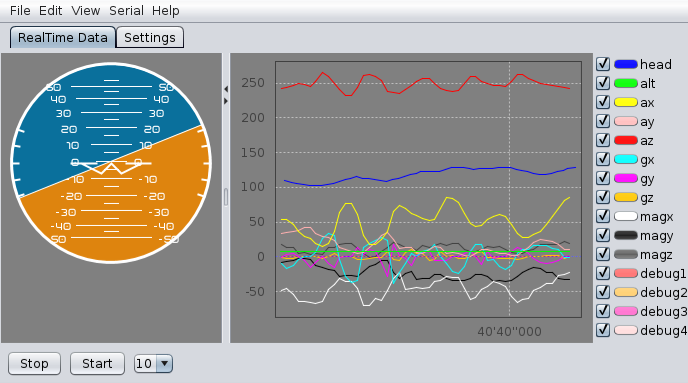 File Edit View Serial Help
RealTime Data Settings
50 50
40 40
30 30
20 20
10 10
0 0
-10 -10
-20 -20
-30 -30
-40 -40
-50 -50
250
200
150
100
50
0
-50
40'40"000
head
alt
ax
ay
az
gx
gy
gz
magx
magy
magz
debug1
debug2
debug3
debug4
Stop Start 10